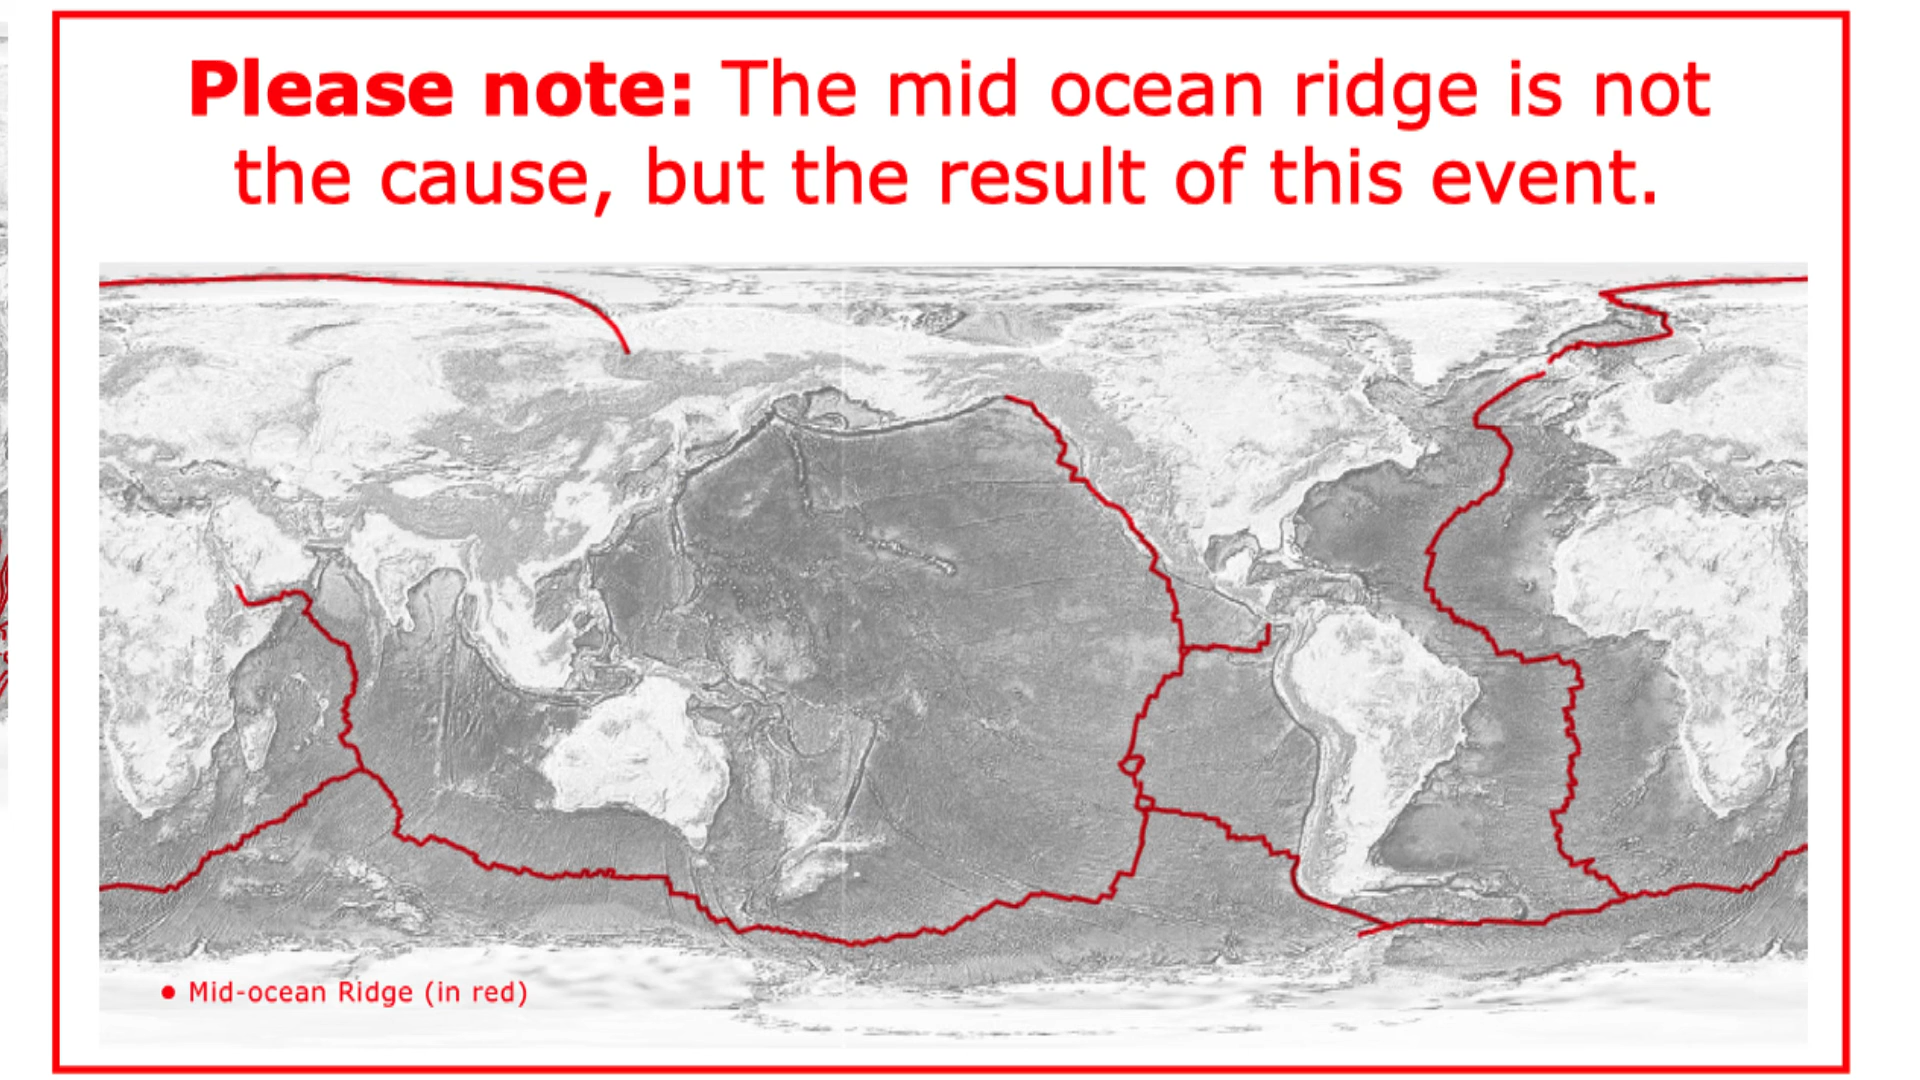 Please note: The mid ocean ridge is not
the cause, but the result of this event.
Mid-ocean Ridge (in red)